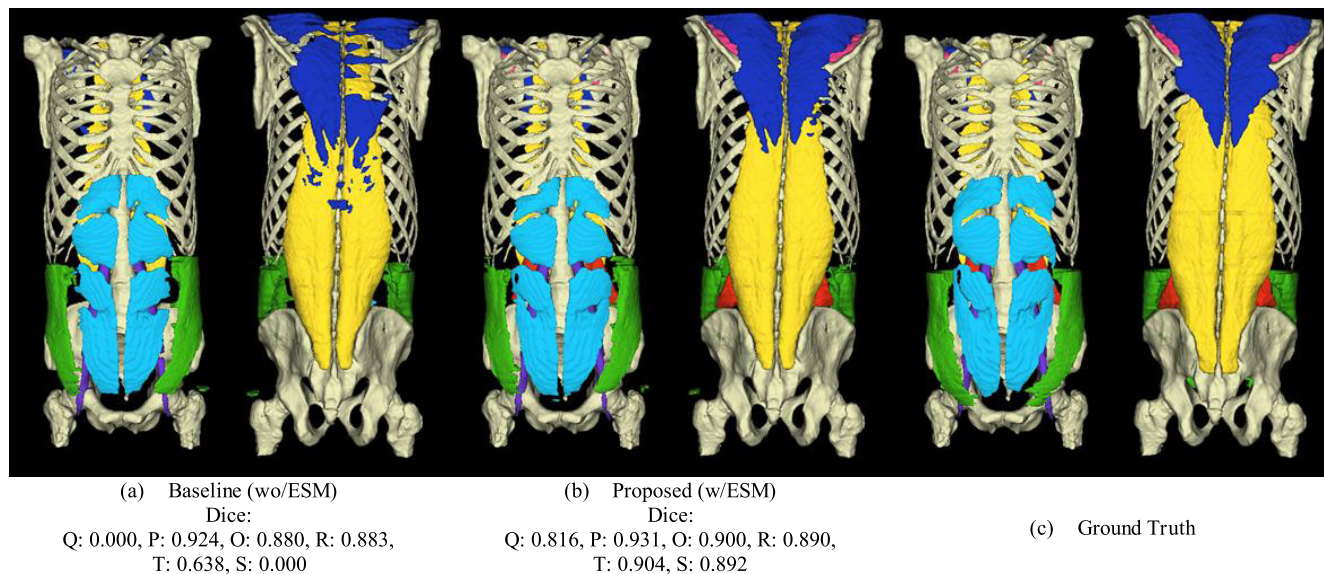 (a) Baseline (wo/ESM)
Dice:
Q: 0.000, P: 0.924, O: 0.880, R: 0.883,
T: 0.638, S: 0.000
(b) Proposed (w/ESM)
Dice:
Q: 0.816, P: 0.931, O: 0.900, R: 0.890,
T: 0.904, S: 0.892
(c) Ground Truth